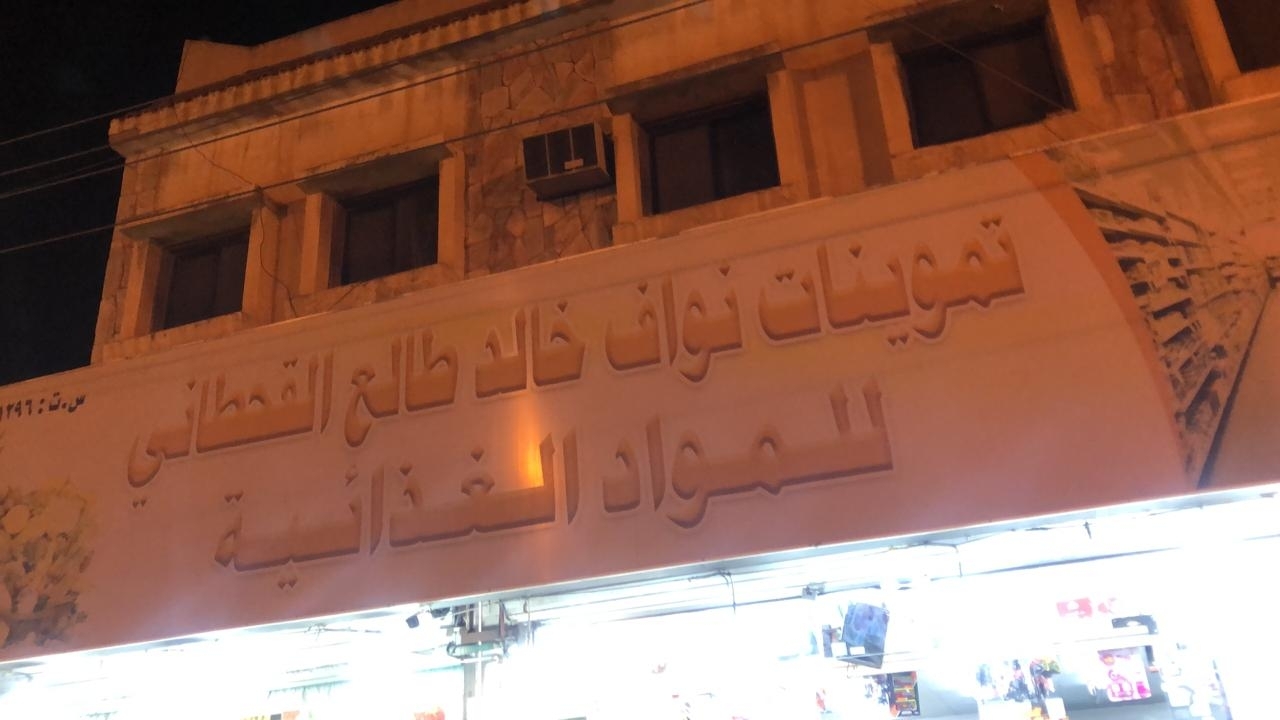 تموينات نواف خالد طالع القحطاني
للمواد الغذائية
س.ت :